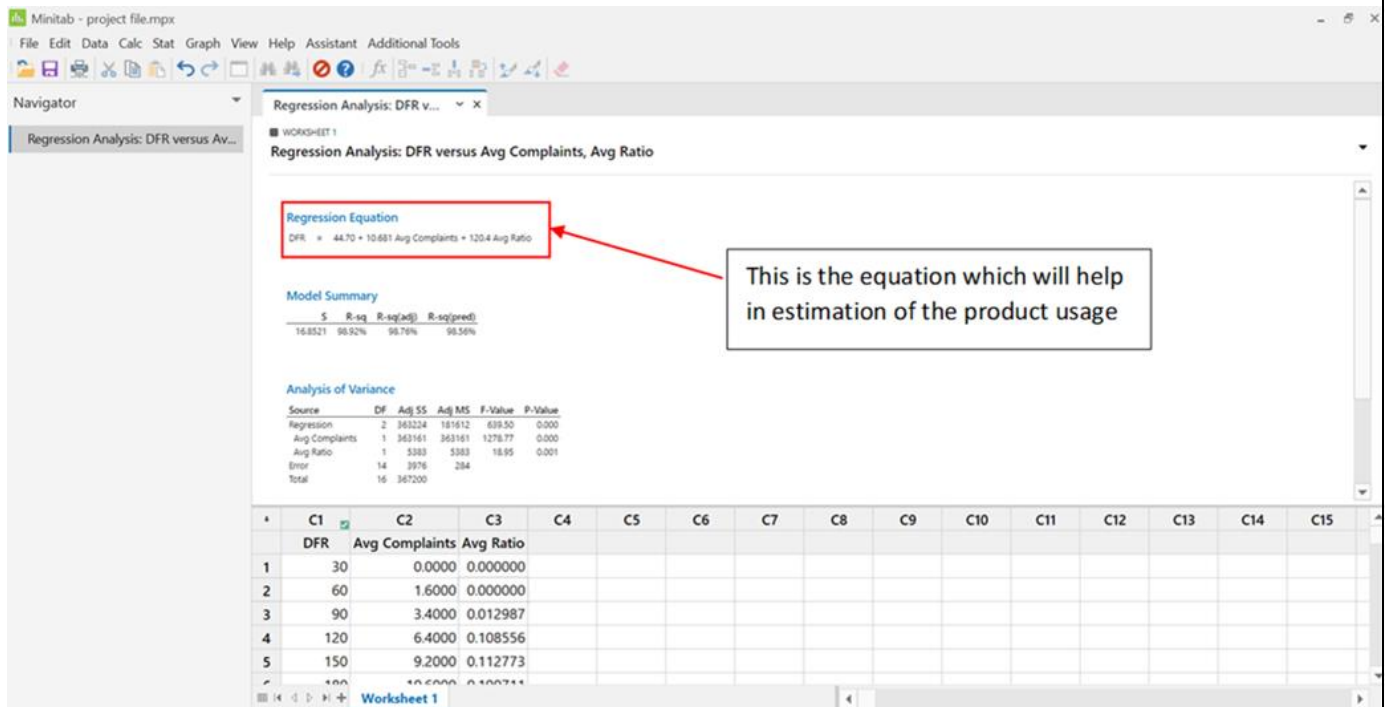 Minitab - project file.mpx
File Edit Data Calc Stat Graph View Help Assistant Additional Tools
Navigator
Regression Analysis: DFR v...
Regression Analysis: DFR versus Av...
WORKSHEET 1
Regression Analysis: DFR versus Avg Complaints, Avg Ratio
Regression Equation
DFR = 44.70 + 10.681 Avg Complaints + 120.4 Avg Ratio
This is the equation which will help
in estimation of the product usage
Model Summary
S R-sq R-sq(adj) R-sq(pred)
16.8521 98.92% 98.76% 98.56%
Analysis of Variance
Source DF Adj SS Adj MS F-Value P-Value
Regression 2 363224 181612 639.50 0.000
Avg Complaints 1 363161 363161 1278.77 0.000
Avg Ratio 1 5383 5383 18.95 0.001
Error 14 3976 284
Total 16 367200
C1 C2 C3 C4 C5 C6 C7 C8 C9 C10 C11 C12 C13 C14 C15
DFR Avg Complaints Avg Ratio
1 30 0.0000 0.000000
2 60 1.6000 0.000000
3 90 3.4000 0.012987
4 120 6.4000 0.108556
5 150 9.2000 0.112773
Worksheet 1